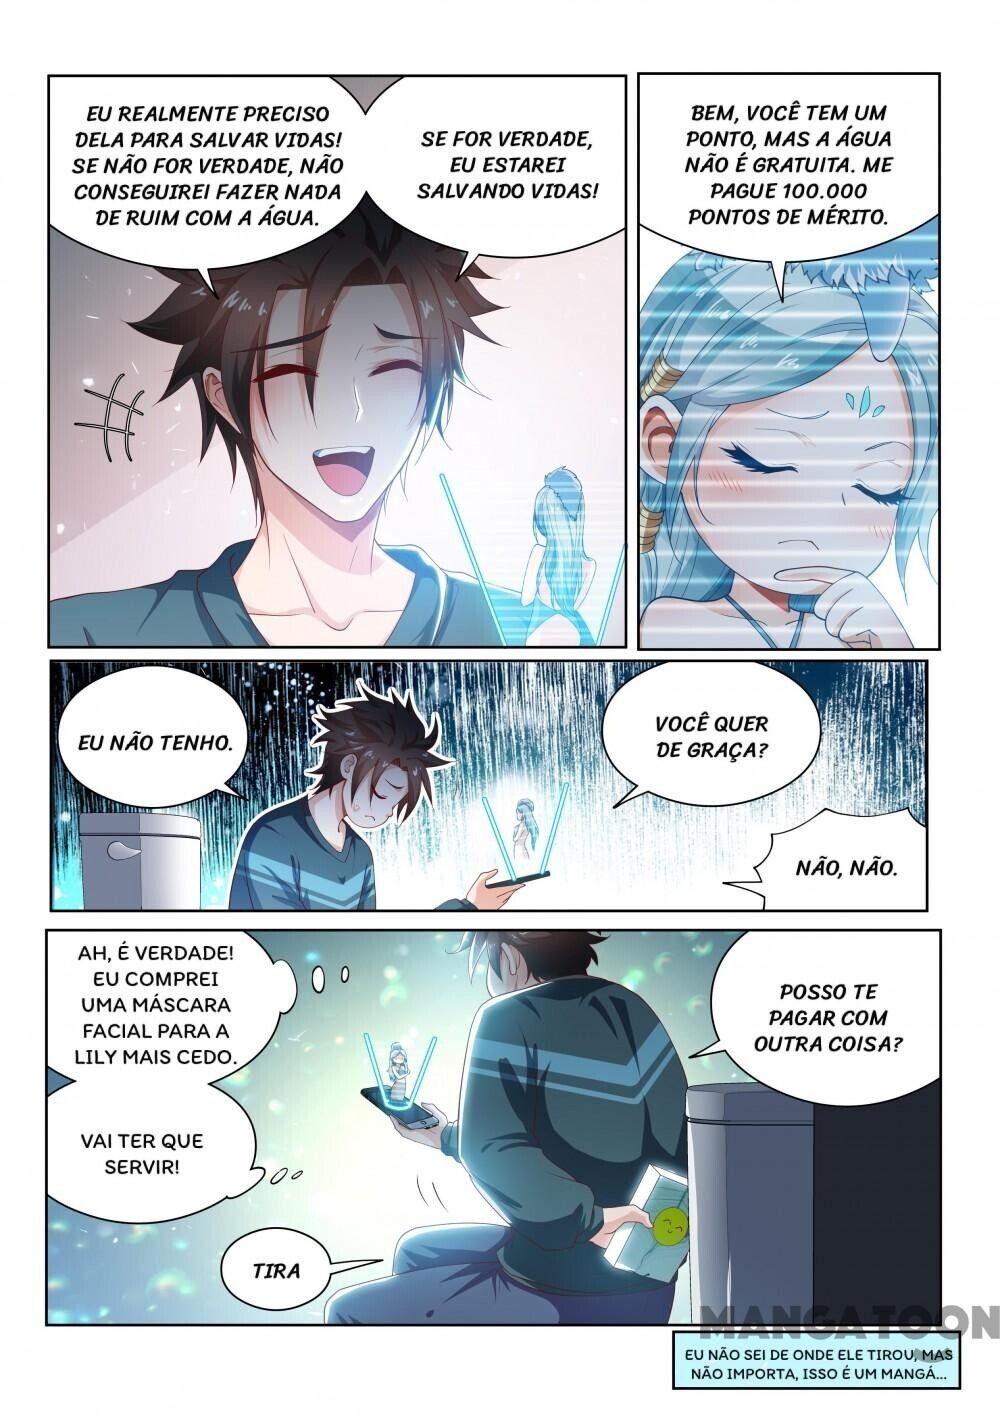 EU REALMENTE PRECISO
DELA PARA SALVAR VIDAS!
SE NÃO FOR VERDADE, NÃO
CONSEGUIREI FAZER NADA
DE RUIM COM A ÁGUA.
SE FOR VERDADE,
EU ESTAREI
SALVANDO VIDAS!
BEM, VOCÊ TEM UM
PONTO, MAS A ÁGUA
NÃO É GRATUITA. ME
PAGUE 100.000
PONTOS DE MÉRITO.
EU NÃO TENHO.
VOCÊ QUER
DE GRAÇA?
NÃO, NÃO.
AH, É VERDADE!
EU COMPREI
UMA MÁSCARA
FACIAL PARA A
LILY MAIS CEDO.
VAI TER QUE
SERVIR!
POSSO TE
PAGAR COM
OUTRA COISA?
TIRA
MANGATOON
EU NÃO SEI DE ONDE ELE TIROU, MAS
NÃO IMPORTA, ISSO É UM MANGÁ...